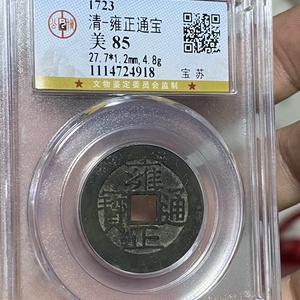 1723
清-雍正通宝
美 85
27.7*1.2mm,4.8g
1114724918
宝 苏
★ 文物鉴定委员会监制 ★
雍正通寳